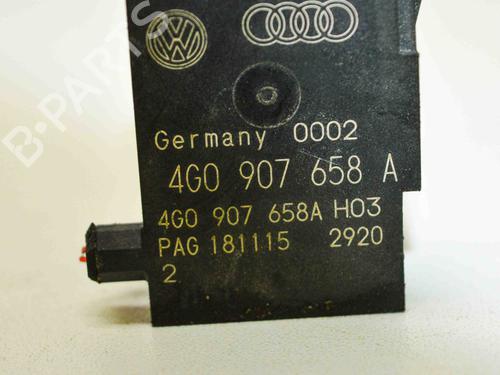 B-PARTS
Germany 0002
4G0 907 658 A
4G0 907 658A H03
PAG 181115 2920
2